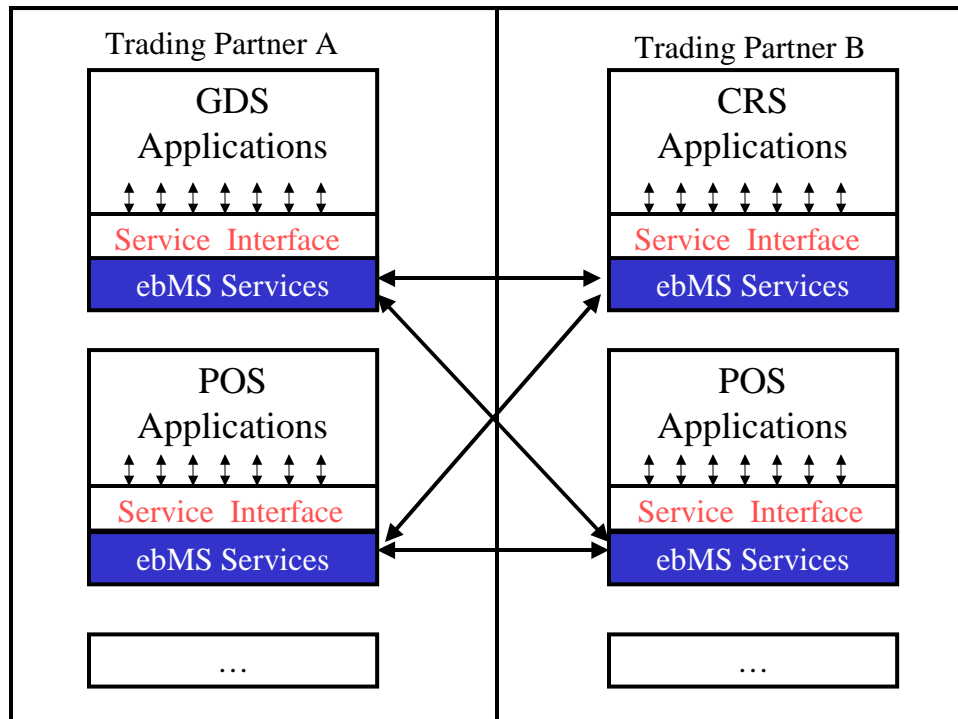 Trading Partner A
GDS
Applications
Service Interface
ebMS Services
POS
Applications
Service Interface
ebMS Services
…
Trading Partner B
CRS
Applications
Service Interface
ebMS Services
POS
Applications
Service Interface
ebMS Services
…